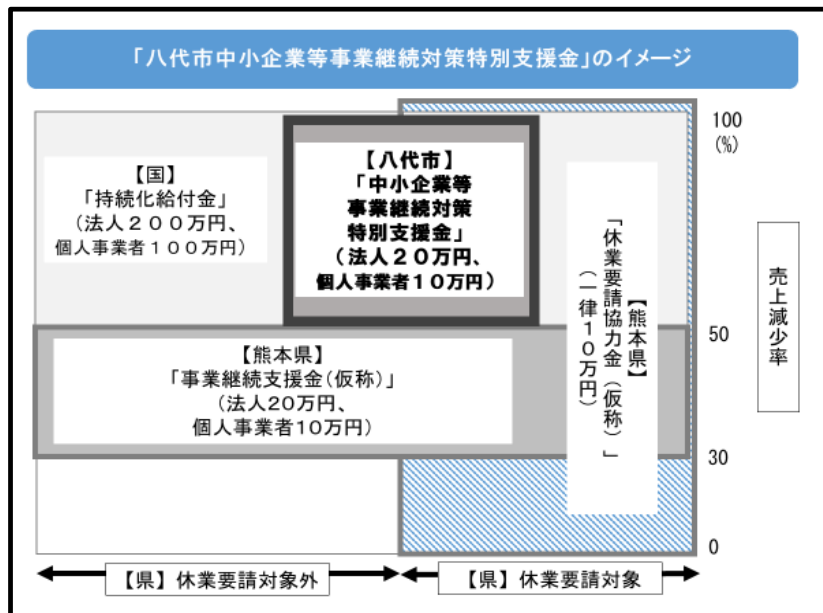 「八代市中小企業等事業継続対策特別支援金」のイメージ
【国】
「持続化給付金」
（法人２００万円、
個人事業者１００万円）
【八代市】
「中小企業等
事業継続対策
特別支援金」
（法人２０万円、
個人事業者10万円）
【熊本県】
「休業要請協力金（仮称）」
（一律１０万円）
【熊本県】
「事業継続支援金（仮称）」
（法人20万円、
個人事業者10万円）
100
(%)
50
30
0
売上減少率
【県】休業要請対象外
【県】休業要請対象